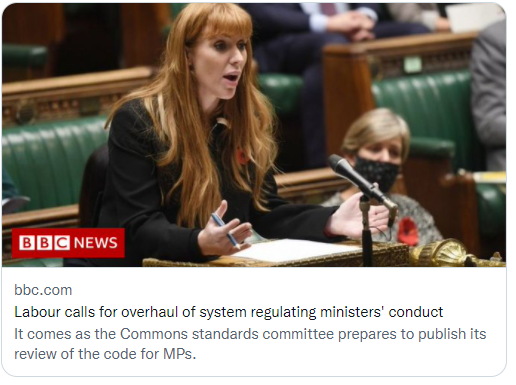 BBC NEWS
bbc.com
Labour calls for overhaul of system regulating ministers' conduct
It comes as the Commons standards committee prepares to publish its
review of the code for MPs.